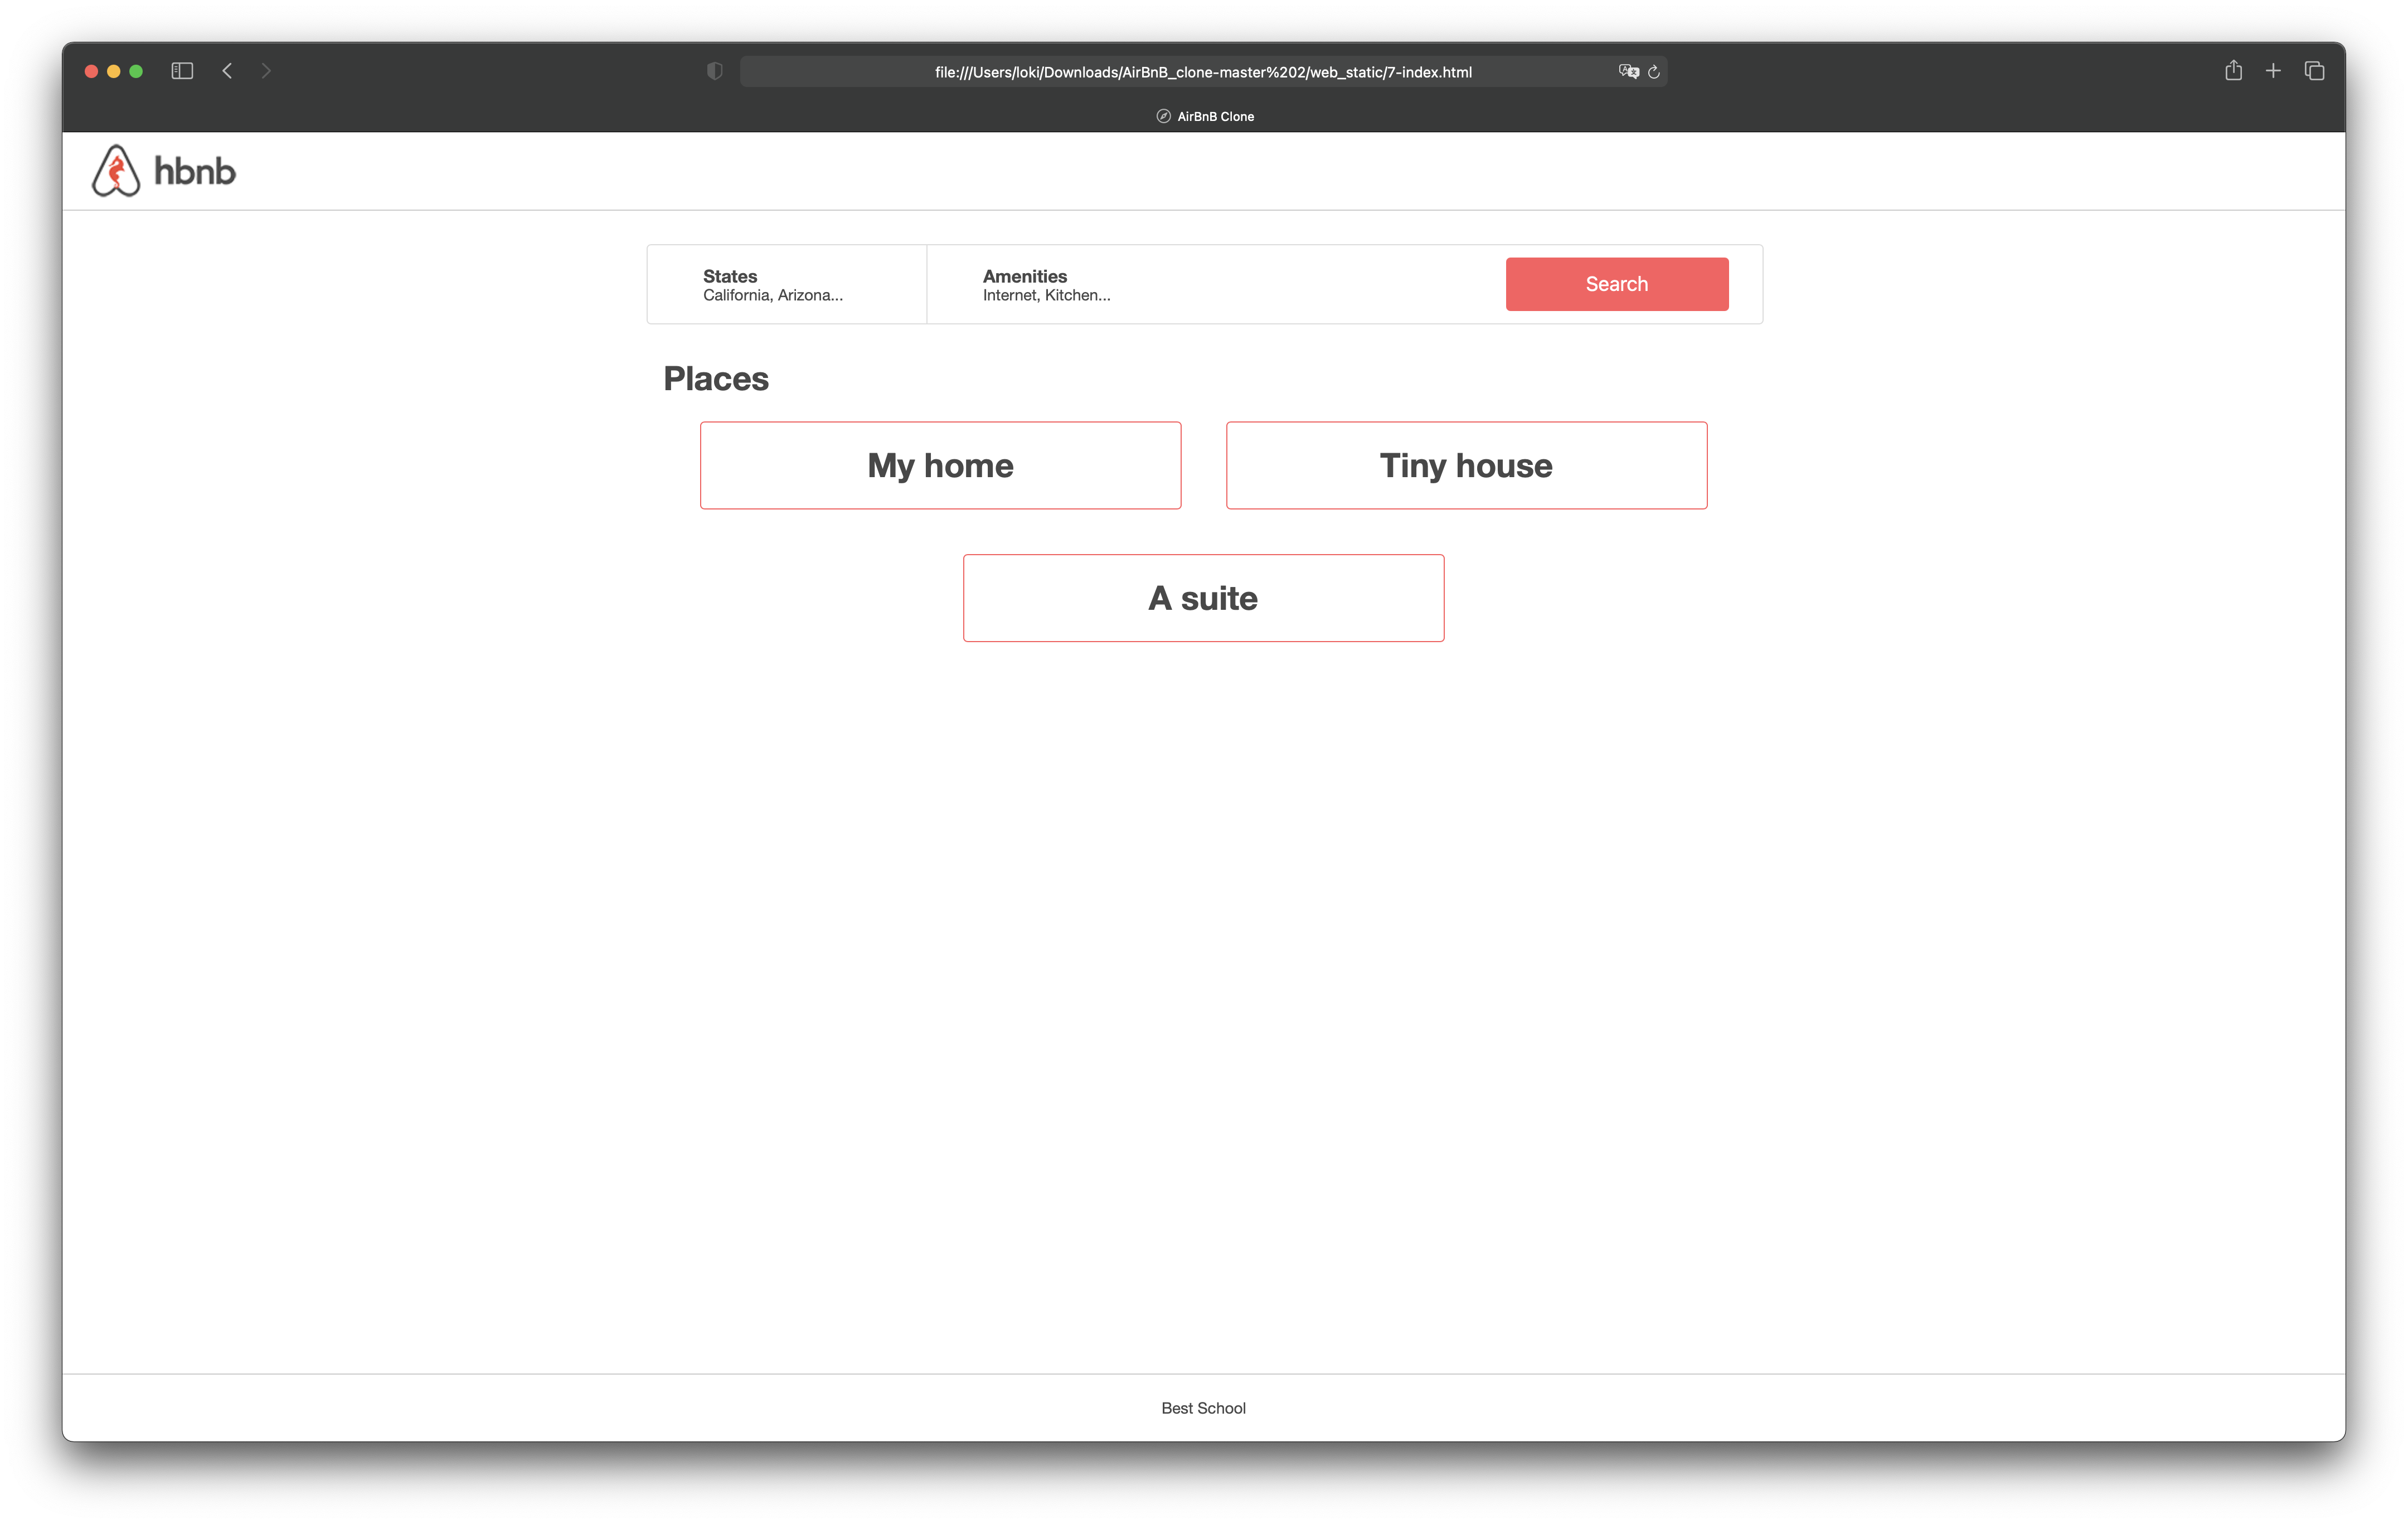 file:///Users/loki/Downloads/AirBnB_clone-master%202/web_static/7-index.html
AirBnB Clone
hbnb
States
California, Arizona...
Amenities
Internet, Kitchen...
Search
Places
My home
Tiny house
A suite
Best School